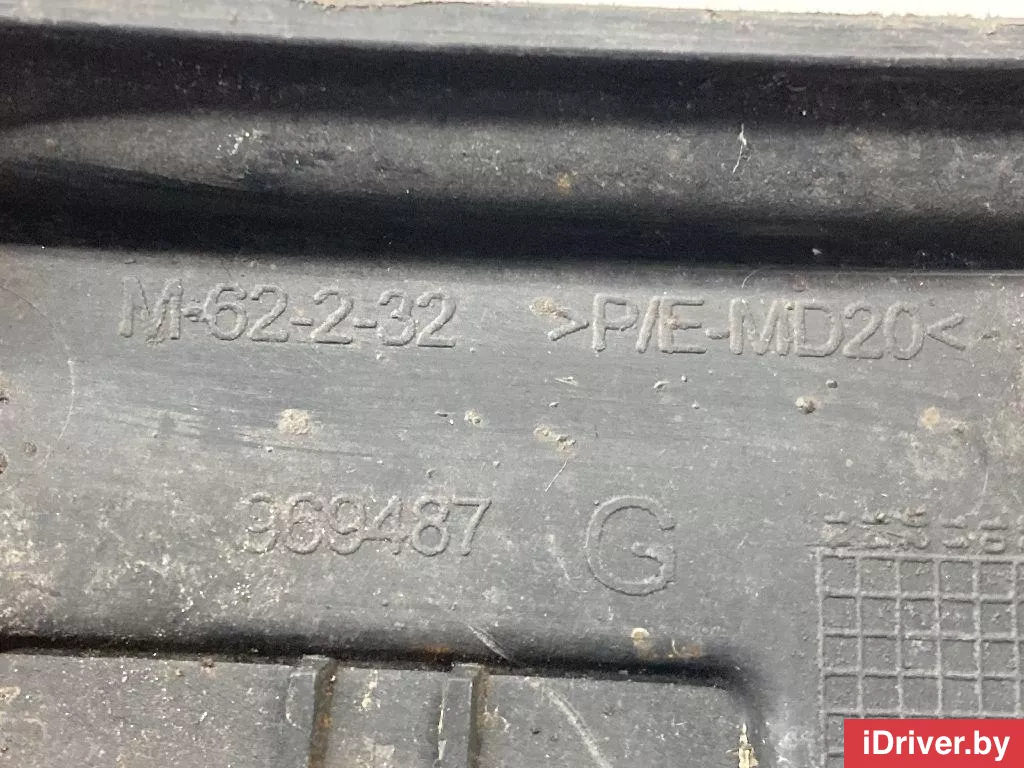 M-62-2-32 >P/E-MD20<
969487 G
iDriver.by